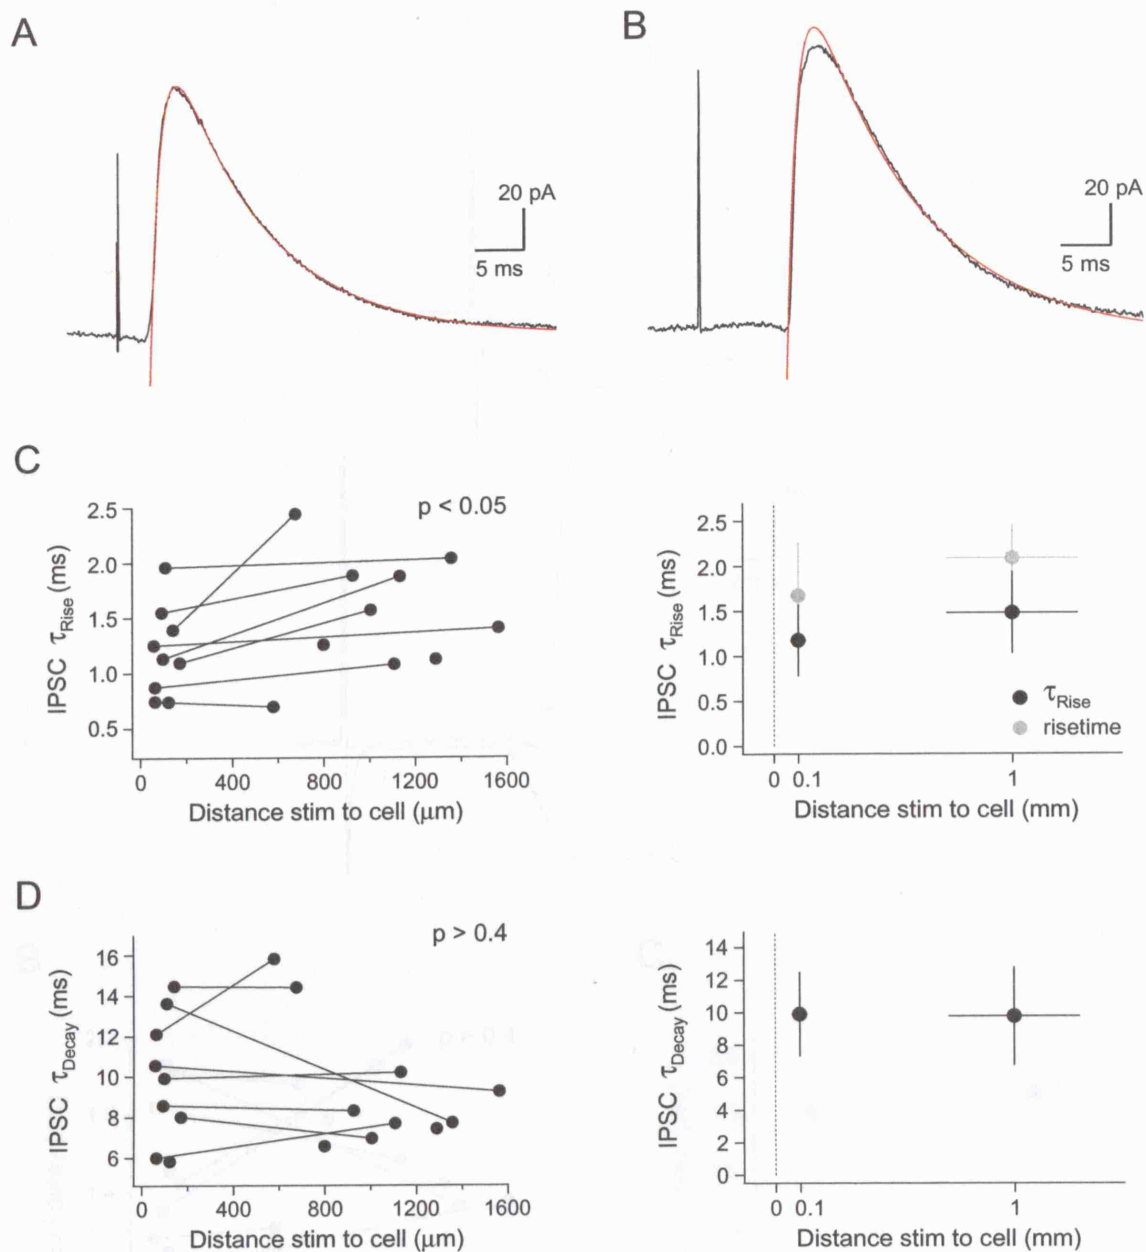 A
B
20 pA
5 ms
20 pA
5 ms
C
p < 0.05
IPSC τRise (ms)
2.5
2.0
1.5
1.0
0.5
0 400 800 1200 1600
Distance stim to cell (μm)
IPSC τRise (ms)
2.5
2.0
1.5
1.0
0.5
0.0
τRise
risetime
0 0.1 1
Distance stim to cell (mm)
D
p > 0.4
IPSC τDecay (ms)
16
14
12
10
8
6
0 400 800 1200 1600
Distance stim to cell (μm)
IPSC τDecay (ms)
14
12
10
8
6
4
2
0
0 0.1 1
Distance stim to cell (mm)